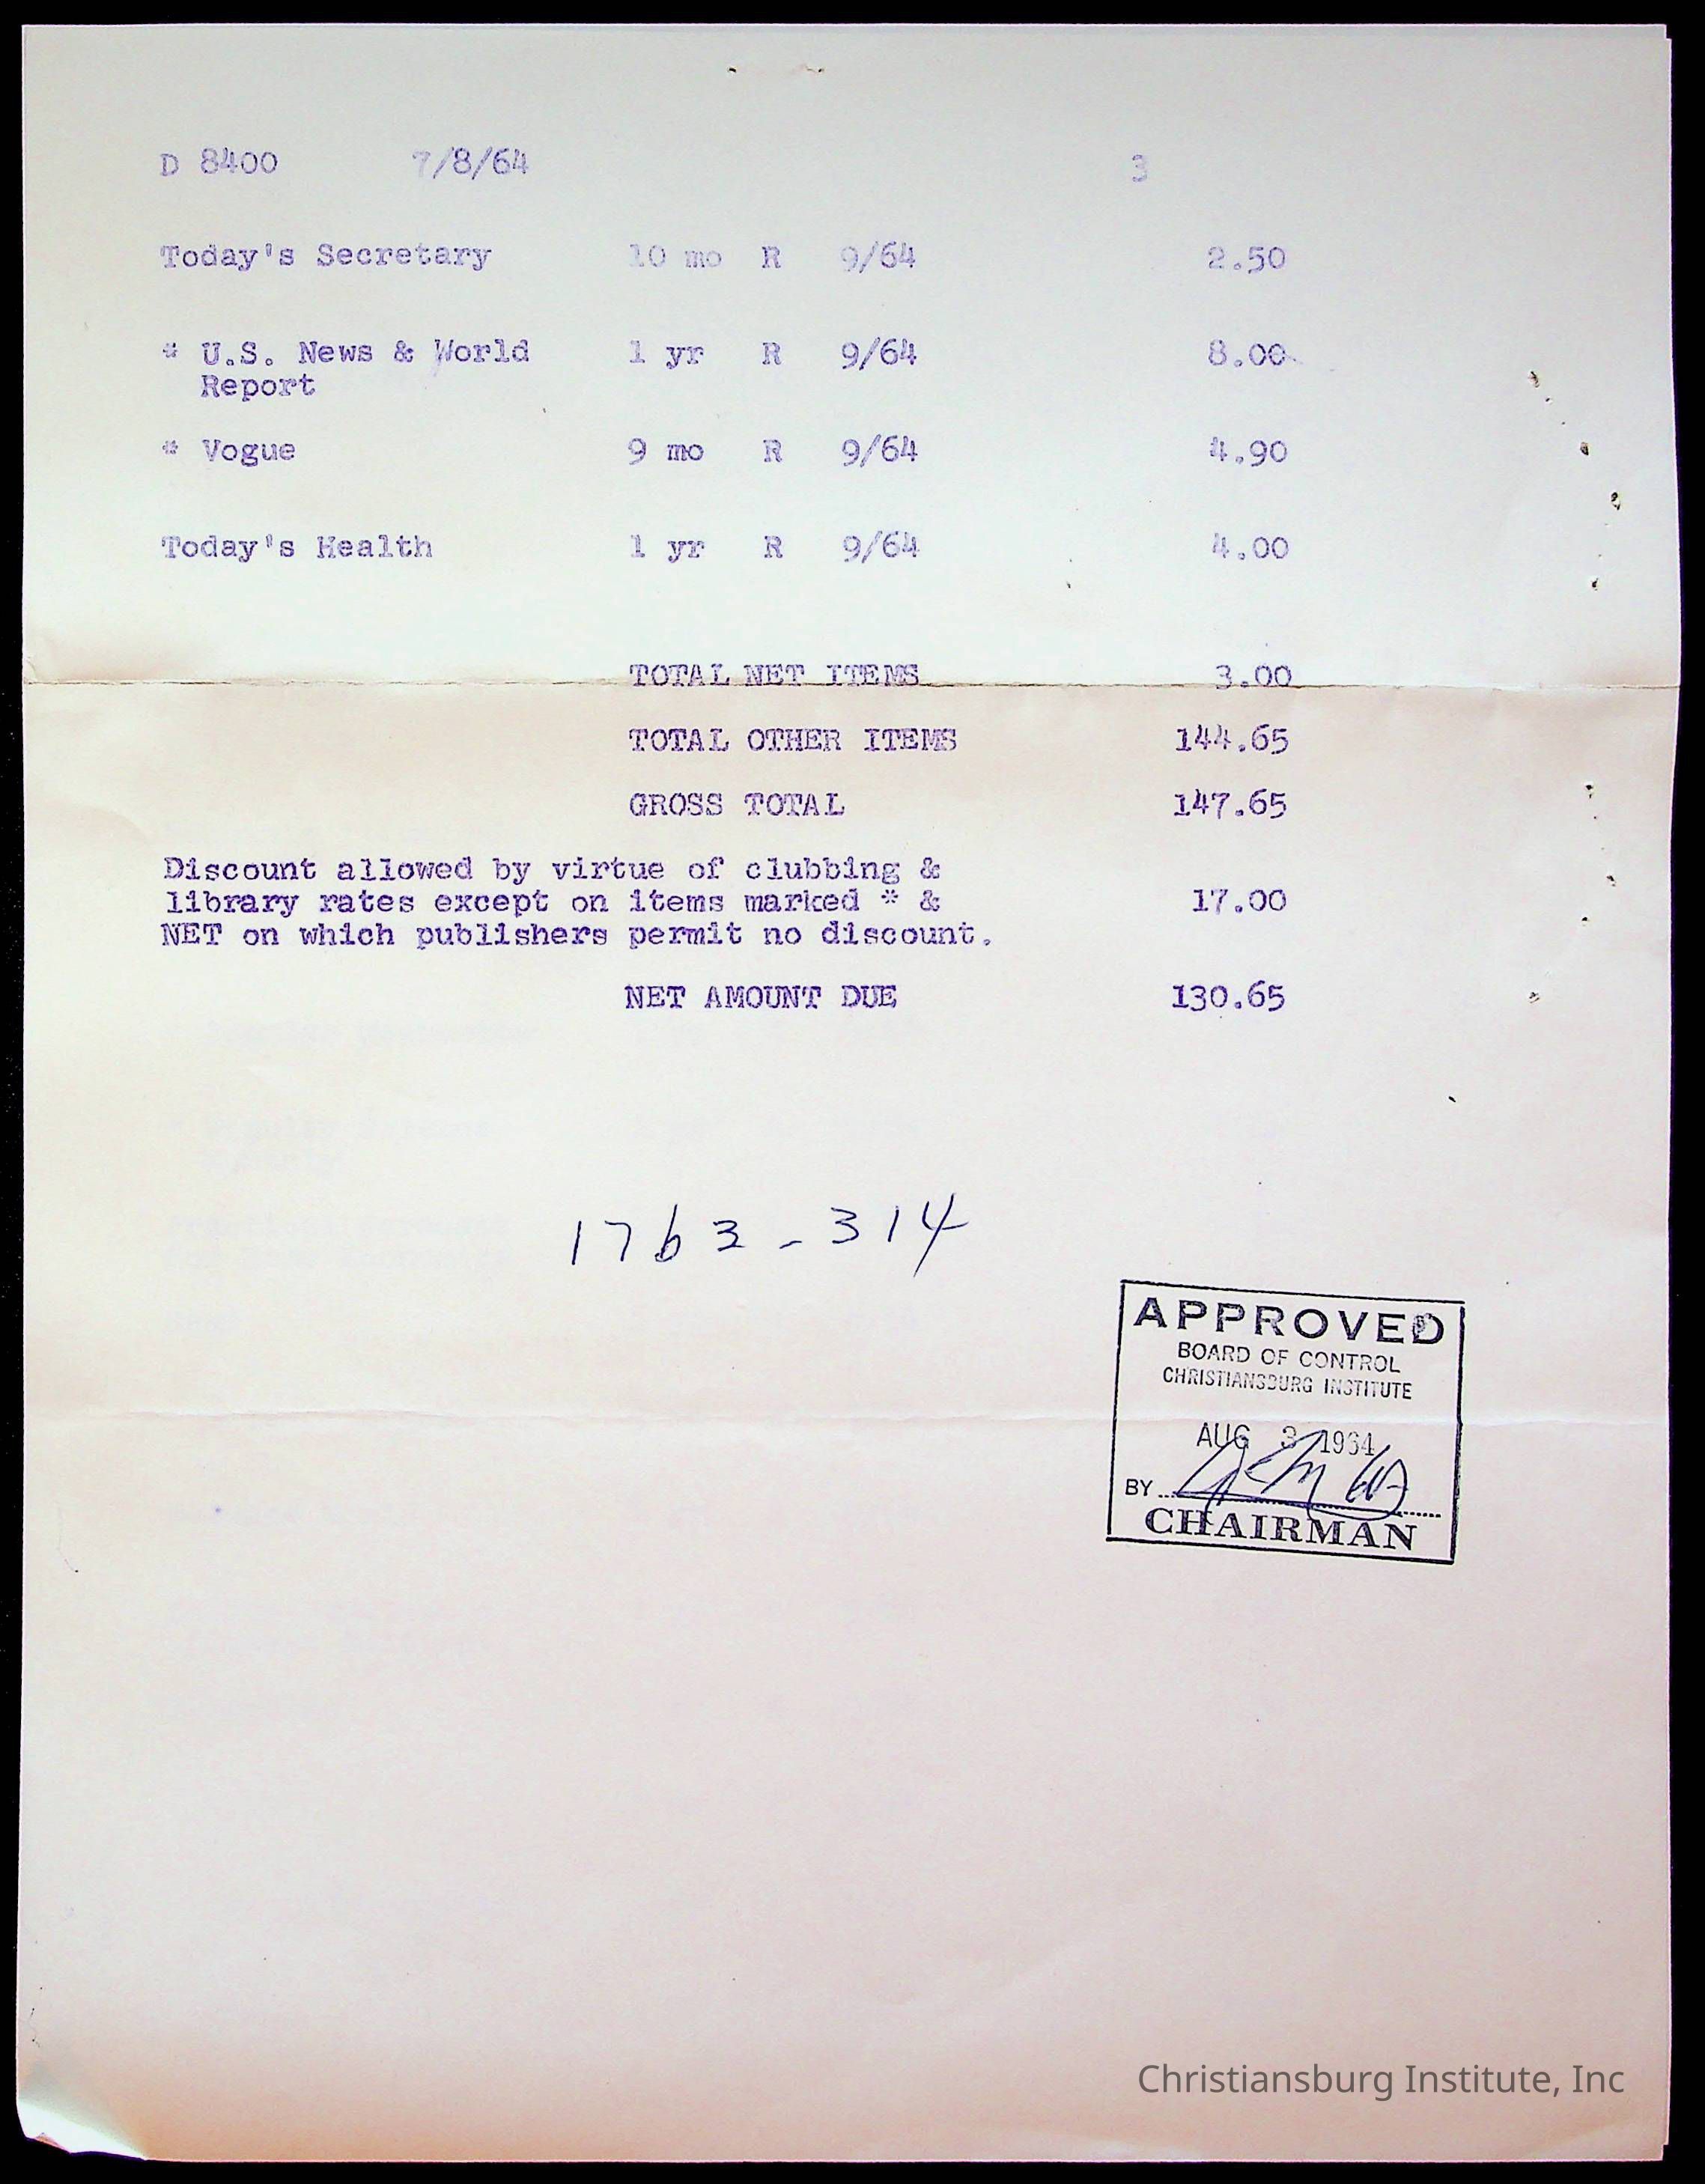 D 8400 7/8/64 3
Today's Secretary 10 mo R 9/64 2.50
* U.S. News & World 1 yr R 9/64 8.00
Report
* Vogue 9 mo R 9/64 4.90
Today's Health 1 yr R 9/64 4.00
TOTAL NET ITEMS 3.00
TOTAL OTHER ITEMS 144.65
GROSS TOTAL 147.65
Discount allowed by virtue of clubbing &
library rates except on items marked * & 17.00
NET on which publishers permit no discount.
NET AMOUNT DUE 130.65
1763-314
APPROVED
BOARD OF CONTROL
CHRISTIANSBURG INSTITUTE
AUG 3 1964
BY
CHAIRMAN
Christiansburg Institute, Inc